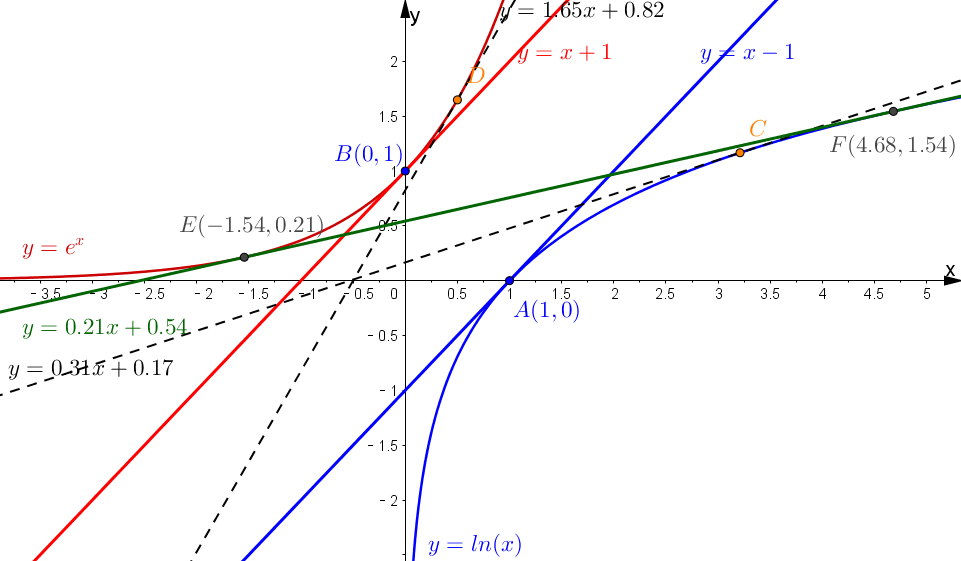 y = 1.65x + 0.82
y
y = x + 1
y = x − 1
2
D
1.5
C
F(4.68, 1.54)
B(0, 1)
1
E(−1.54, 0.21)
0.5
y = e^x
x
-3.5 -3 -2.5 -2 -1.5 -1 0.5 0 0.5 1 1.5 2 2.5 3 3.5 4 4.5 5
A(1, 0)
y = 0.21x + 0.54
-0.5
y = 0.31x + 0.17
-1
-1.5
-2
y = ln(x)